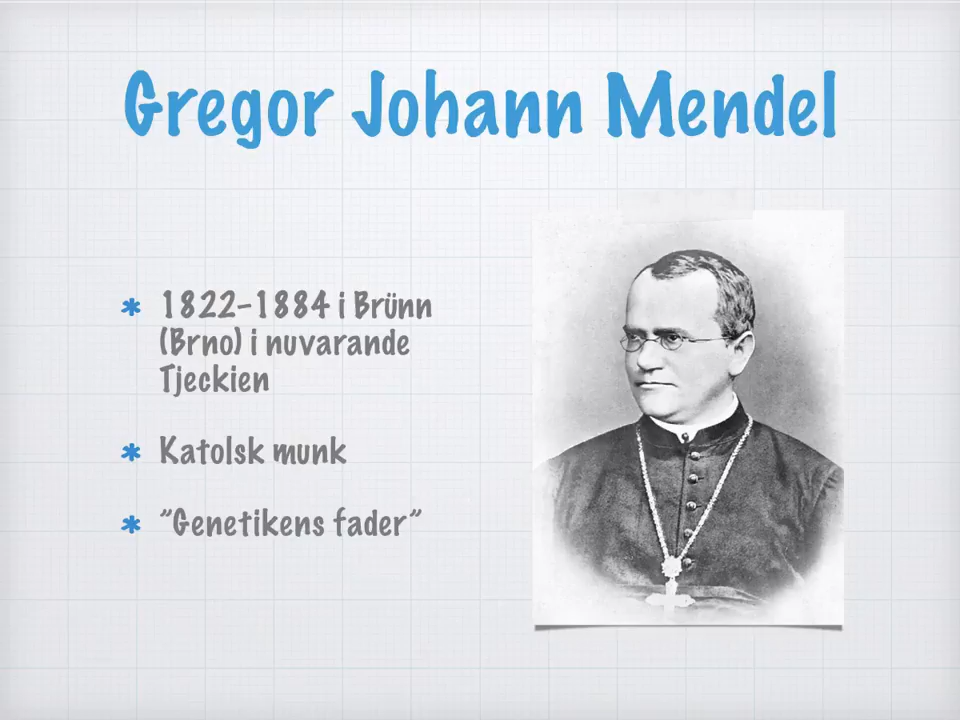 Gregor Johann Mendel
1822-1884 i Brünn
(Brno) i nuvarande
Tjeckien
Katolsk munk
"Genetikens fader"